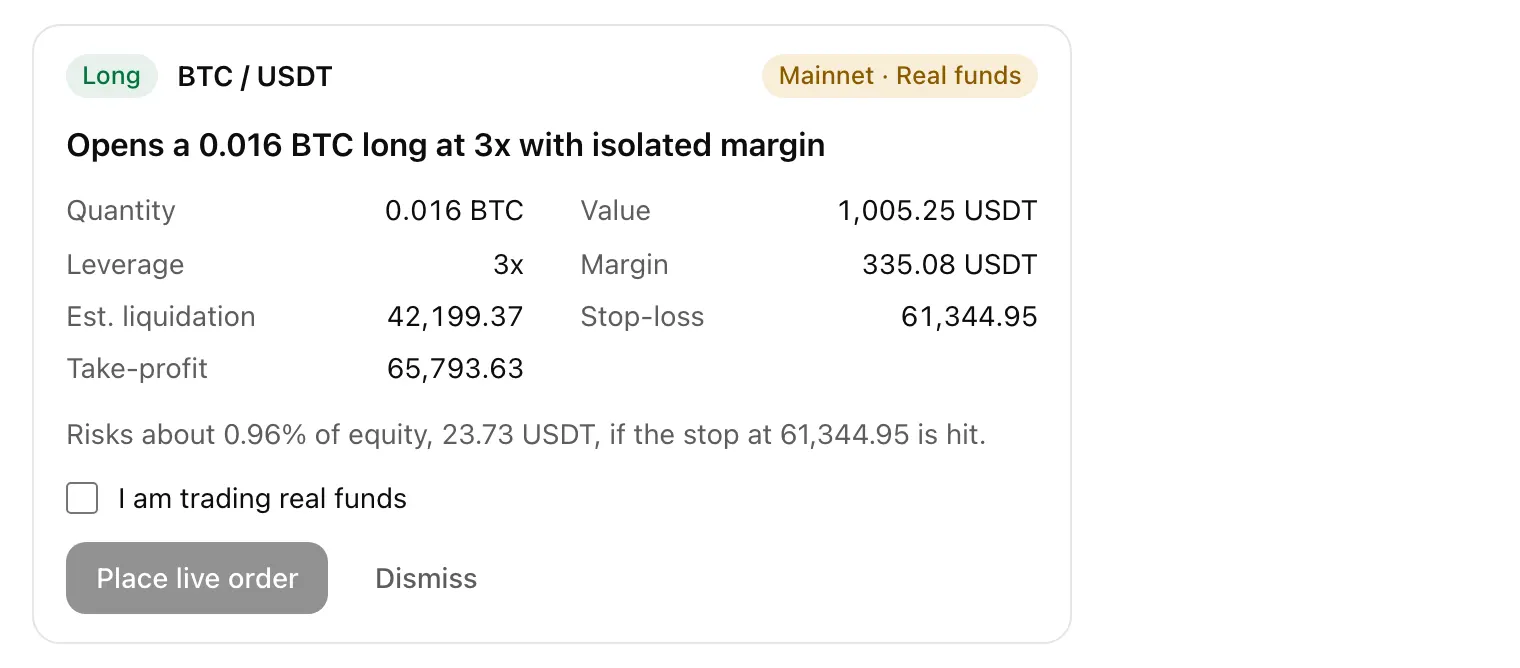 Long BTC / USDT Mainnet · Real funds
Opens a 0.016 BTC long at 3x with isolated margin
Quantity 0.016 BTC Value 1,005.25 USDT
Leverage 3x Margin 335.08 USDT
Est. liquidation 42,199.37 Stop-loss 61,344.95
Take-profit 65,793.63
Risks about 0.96% of equity, 23.73 USDT, if the stop at 61,344.95 is hit.
I am trading real funds
Place live order Dismiss